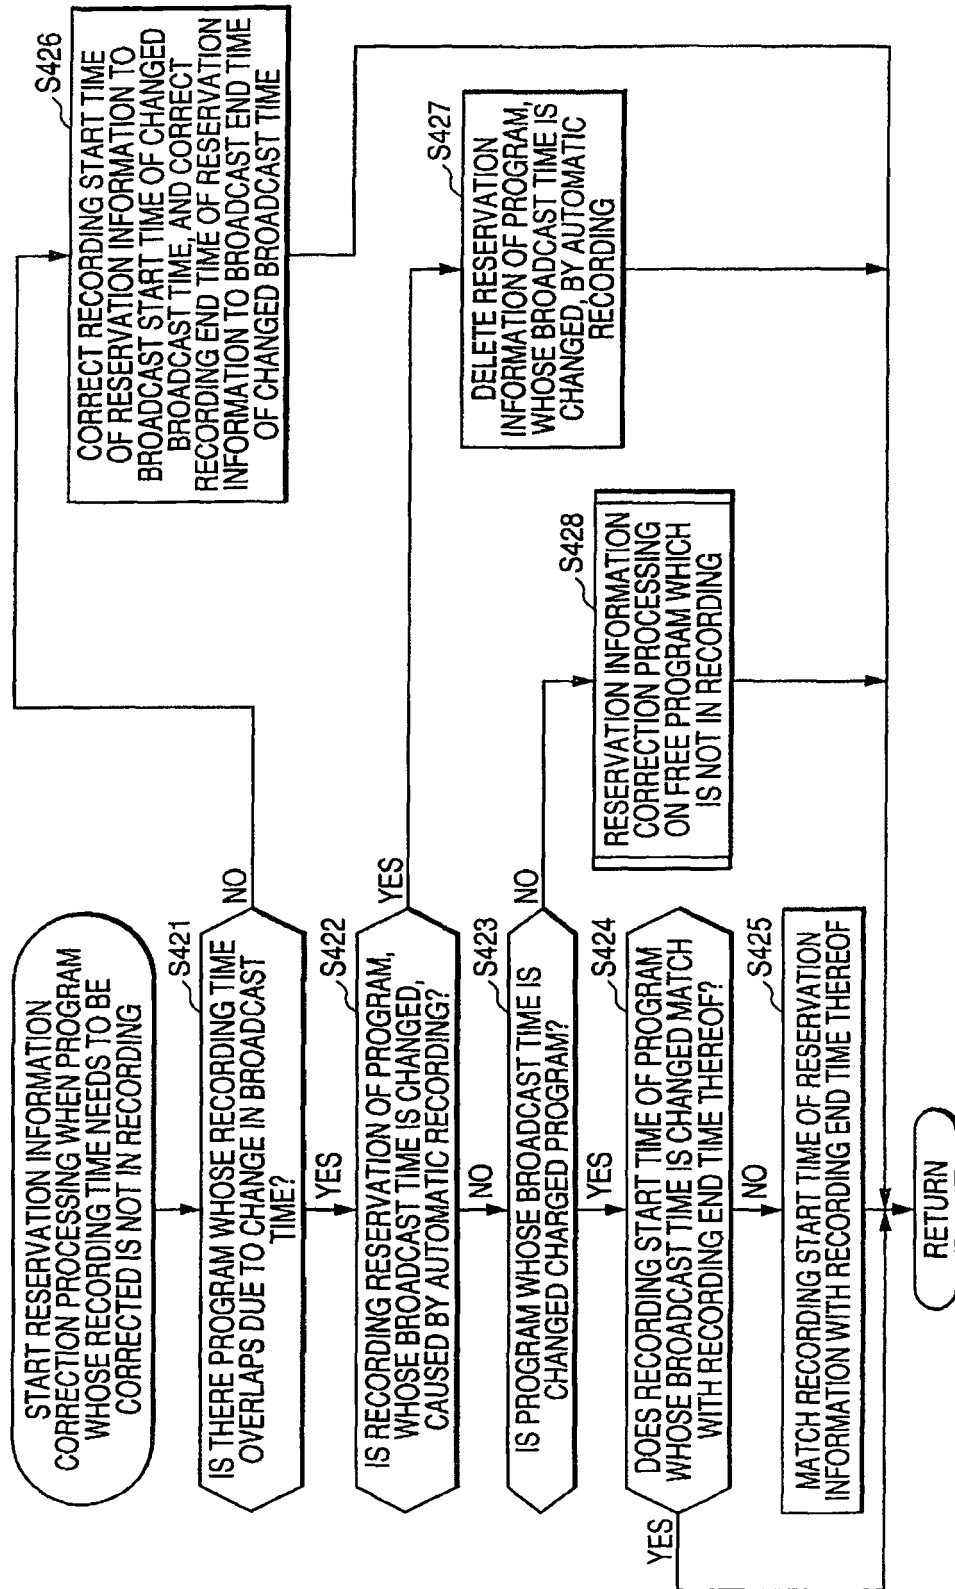 START RESERVATION INFORMATION
CORRECTION PROCESSING WHEN PROGRAM
WHOSE RECORDING TIME NEEDS TO BE
CORRECTED IS NOT IN RECORDING
S421
IS THERE PROGRAM WHOSE RECORDING TIME
OVERLAPS DUE TO CHANGE IN BROADCAST
TIME?
NO
YES
S422
IS RECORDING RESERVATION OF PROGRAM,
WHOSE BROADCAST TIME IS CHANGED,
CAUSED BY AUTOMATIC RECORDING?
YES
NO
S423
IS PROGRAM WHOSE BROADCAST TIME IS
CHANGED CHANGED PROGRAM?
NO
YES
S424
DOES RECORDING START TIME OF PROGRAM
WHOSE BROADCAST TIME IS CHANGED MATCH
WITH RECORDING END TIME THEREOF?
YES
NO
S425
MATCH RECORDING START TIME OF RESERVATION
INFORMATION WITH RECORDING END TIME THEREOF
RETURN
S428
RESERVATION INFORMATION
CORRECTION PROCESSING
ON FREE PROGRAM WHICH
IS NOT IN RECORDING
S427
DELETE RESERVATION
INFORMATION OF PROGRAM,
WHOSE BROADCAST TIME IS
CHANGED, BY AUTOMATIC
RECORDING
S426
CORRECT RECORDING START TIME
OF RESERVATION INFORMATION TO
BROADCAST START TIME OF CHANGED
BROADCAST TIME, AND CORRECT
RECORDING END TIME OF RESERVATION
INFORMATION TO BROADCAST END TIME
OF CHANGED BROADCAST TIME